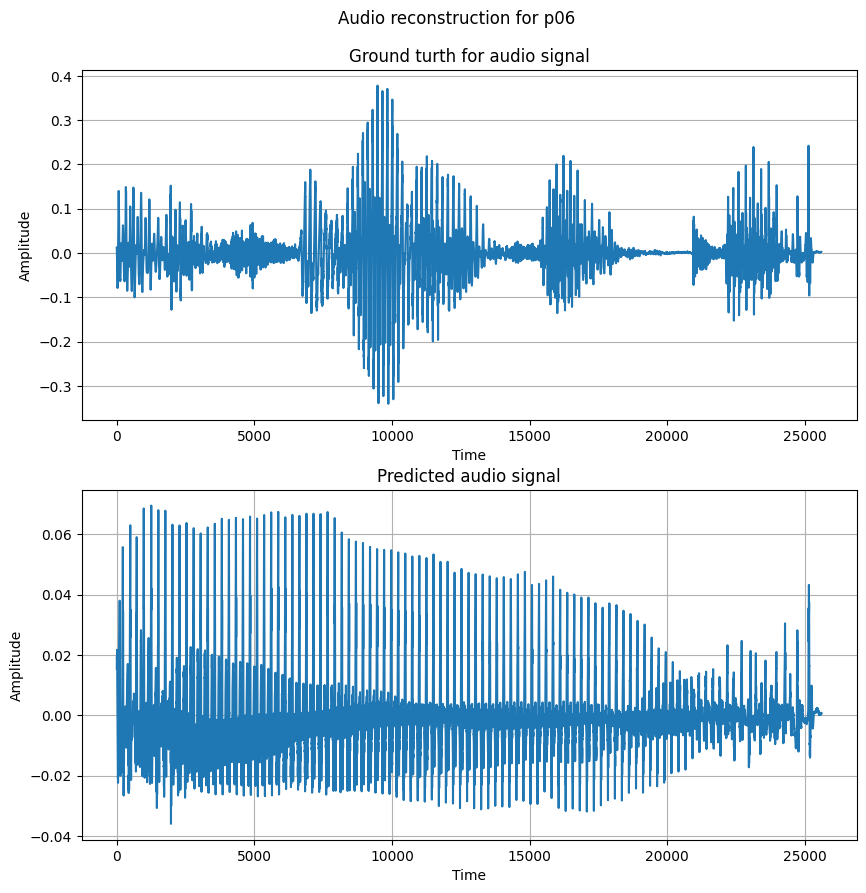 Audio reconstruction for p06
Ground turth for audio signal
0.4
0.3
0.2
0.1
0.0
−0.1
−0.2
−0.3
Amplitude
0 5000 10000 15000 20000 25000
Time
Predicted audio signal
0.06
0.04
0.02
0.00
−0.02
−0.04
Amplitude
0 5000 10000 15000 20000 25000
Time